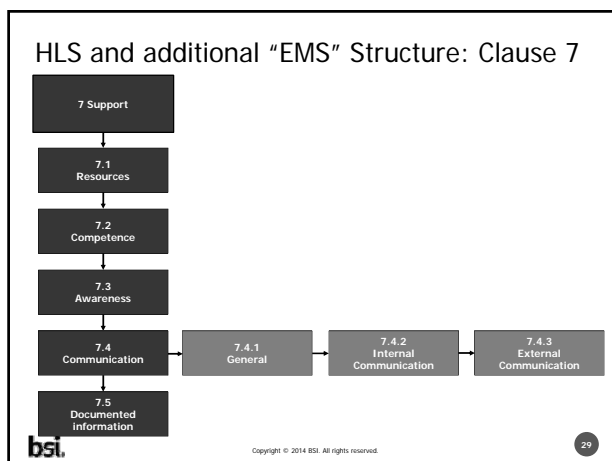 HLS and additional “EMS” Structure: Clause 7
7 Support
7.1
Resources
7.2
Competence
7.3
Awareness
7.4
Communication
7.4.1
General
7.4.2
Internal
Communication
7.4.3
External
Communication
7.5
Documented
information
bsi.
Copyright © 2014 BSI. All rights reserved.
29